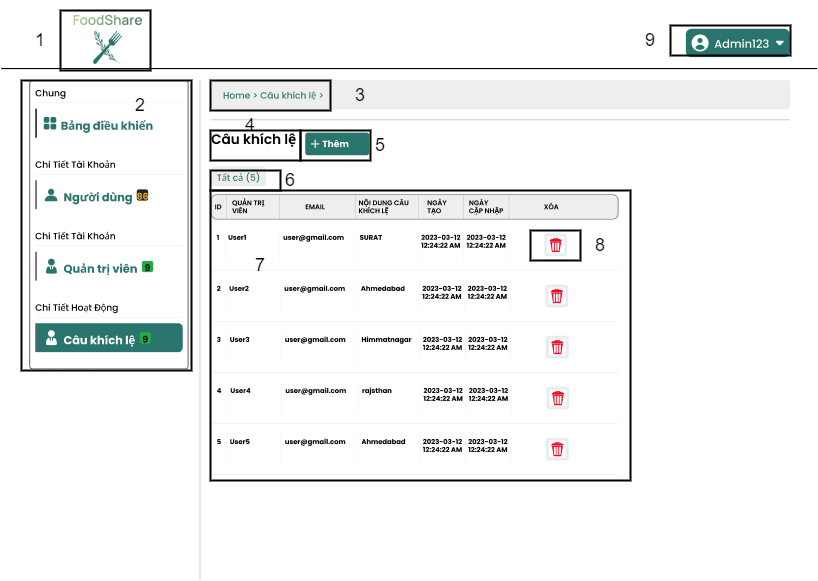 FoodShare
1
9
Admin123
Chung
2
Bảng điều khiển
Chi Tiết Tài Khoản
Người dùng 86
Chi Tiết Tài Khoản
Quản trị viên 9
Chi Tiết Hoạt Động
Câu khích lệ 9
Home > Câu khích lệ >
3
4
Câu khích lệ
+ Thêm
5
Tất cả (5)
6
ID QUẢN TRỊ VIÊN EMAIL NỘI DUNG CÂU KHÍCH LỆ NGÀY TẠO NGÀY CẬP NHẬP XÓA
1 User1 user@gmail.com SURAT 2023-03-12 12:24:22 AM 2023-03-12 12:24:22 AM
8
7
2 User2 user@gmail.com Ahmedabad 2023-03-12 12:24:22 AM 2023-03-12 12:24:22 AM
3 User3 user@gmail.com Himmatnagar 2023-03-12 12:24:22 AM 2023-03-12 12:24:22 AM
4 User4 user@gmail.com rajsthan 2023-03-12 12:24:22 AM 2023-03-12 12:24:22 AM
5 User5 user@gmail.com Ahmedabad 2023-03-12 12:24:22 AM 2023-03-12 12:24:22 AM